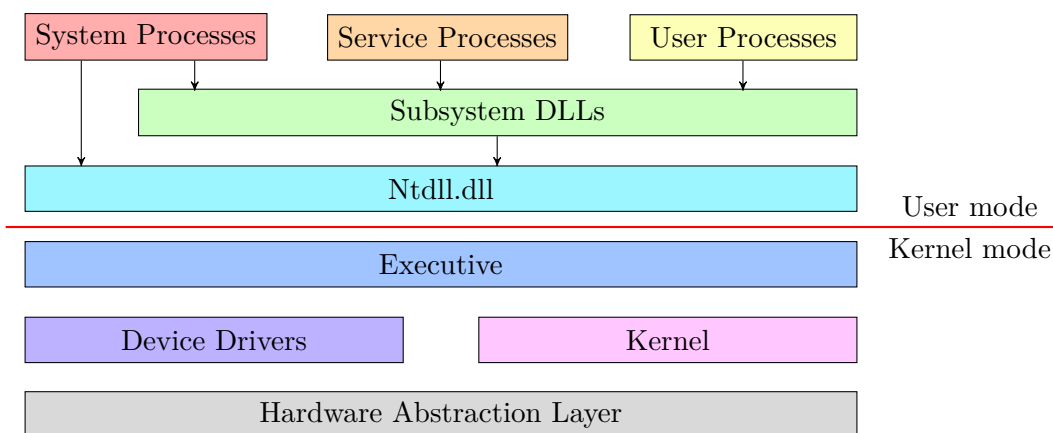 System Processes
Service Processes
User Processes
Subsystem DLLs
Ntdll.dll
User mode
Kernel mode
Executive
Device Drivers
Kernel
Hardware Abstraction Layer